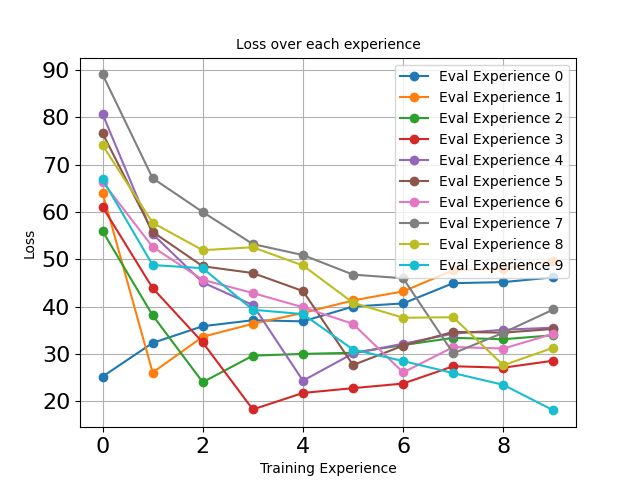 Loss over each experience
90
80
70
60
50
40
30
20
Loss
0 2 4 6 8
Training Experience
Eval Experience 0
Eval Experience 1
Eval Experience 2
Eval Experience 3
Eval Experience 4
Eval Experience 5
Eval Experience 6
Eval Experience 7
Eval Experience 8
Eval Experience 9